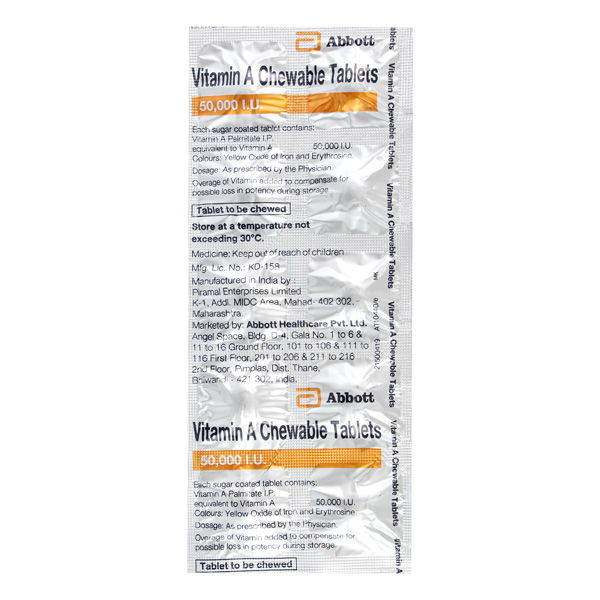 Abbott
Vitamin A Chewable Tablets
50,000 I.U.
Each sugar coated tablet contains:
Vitamin A Palmitate I.P.
equivalent to Vitamin A 50,000 I.U.
Colours: Yellow Oxide of Iron and Erythrosine.
Dosage: As prescribed by the Physician.
Overage of Vitamin added to compensate for
possible loss in potency during storage
Tablet to be chewed
Store at a temperature not
exceeding 30°C.
Medicine: Keep out of reach of children
Mfg. Lic. No.: KD-158
Manufactured in India by :
Piramal Enterprises Limited
K-1, Addl. MIDC Area, Mahad- 402 302,
Maharashtra.
Marketed by: Abbott Healthcare Pvt. Ltd.
Angel Space, Bldg. D-4, Gala No. 1 to 6 &
11 to 16 Ground Floor, 101 to 106 & 111 to
116 First Floor, 201 to 206 & 211 to 216
2nd Floor, Pimplas, Dist. Thane,
Bhiwandi - 421 302, India.
Abbott
Vitamin A Chewable Tablets
50,000 I.U.
Each sugar coated tablet contains:
Vitamin A Palmitate I.P.
equivalent to Vitamin A 50,000 I.U.
Colours: Yellow Oxide of Iron and Erythrosine
Dosage: As prescribed by the Physician.
Overage of Vitamin added to compensate for
possible loss in potency during storage.
Tablet to be chewed
ablets
Vitamin A Chewable Tablets
Vitamin A Chewable Tablets
Vitamin A Chewable Tablets
Vitamin A Chewable Tablets
Vitamin A